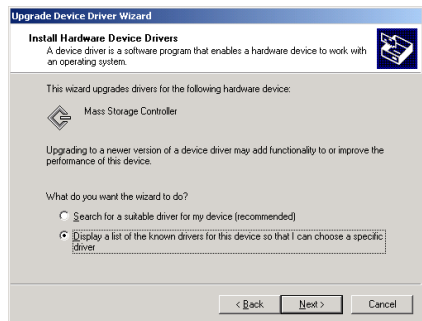 Upgrade Device Driver Wizard
Install Hardware Device Drivers
A device driver is a software program that enables a hardware device to work with
an operating system.
This wizard upgrades drivers for the following hardware device:
Mass Storage Controller
Upgrading to a newer version of a device driver may add functionality to or improve the
performance of this device.
What do you want the wizard to do?
Search for a suitable driver for my device (recommended)
Display a list of the known drivers for this device so that I can choose a specific
driver
< Back
Next >
Cancel